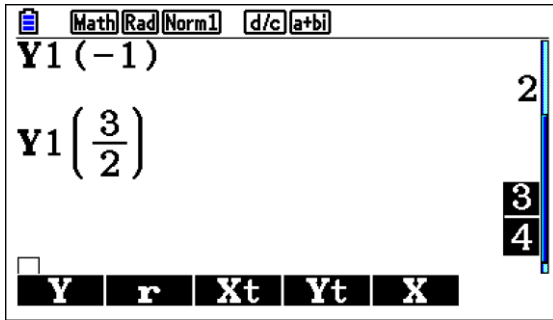 Math Rad Norm1 d/c a+bi
Y1(-1)
2
Y1(3/2)
3/4
Y r Xt Yt X